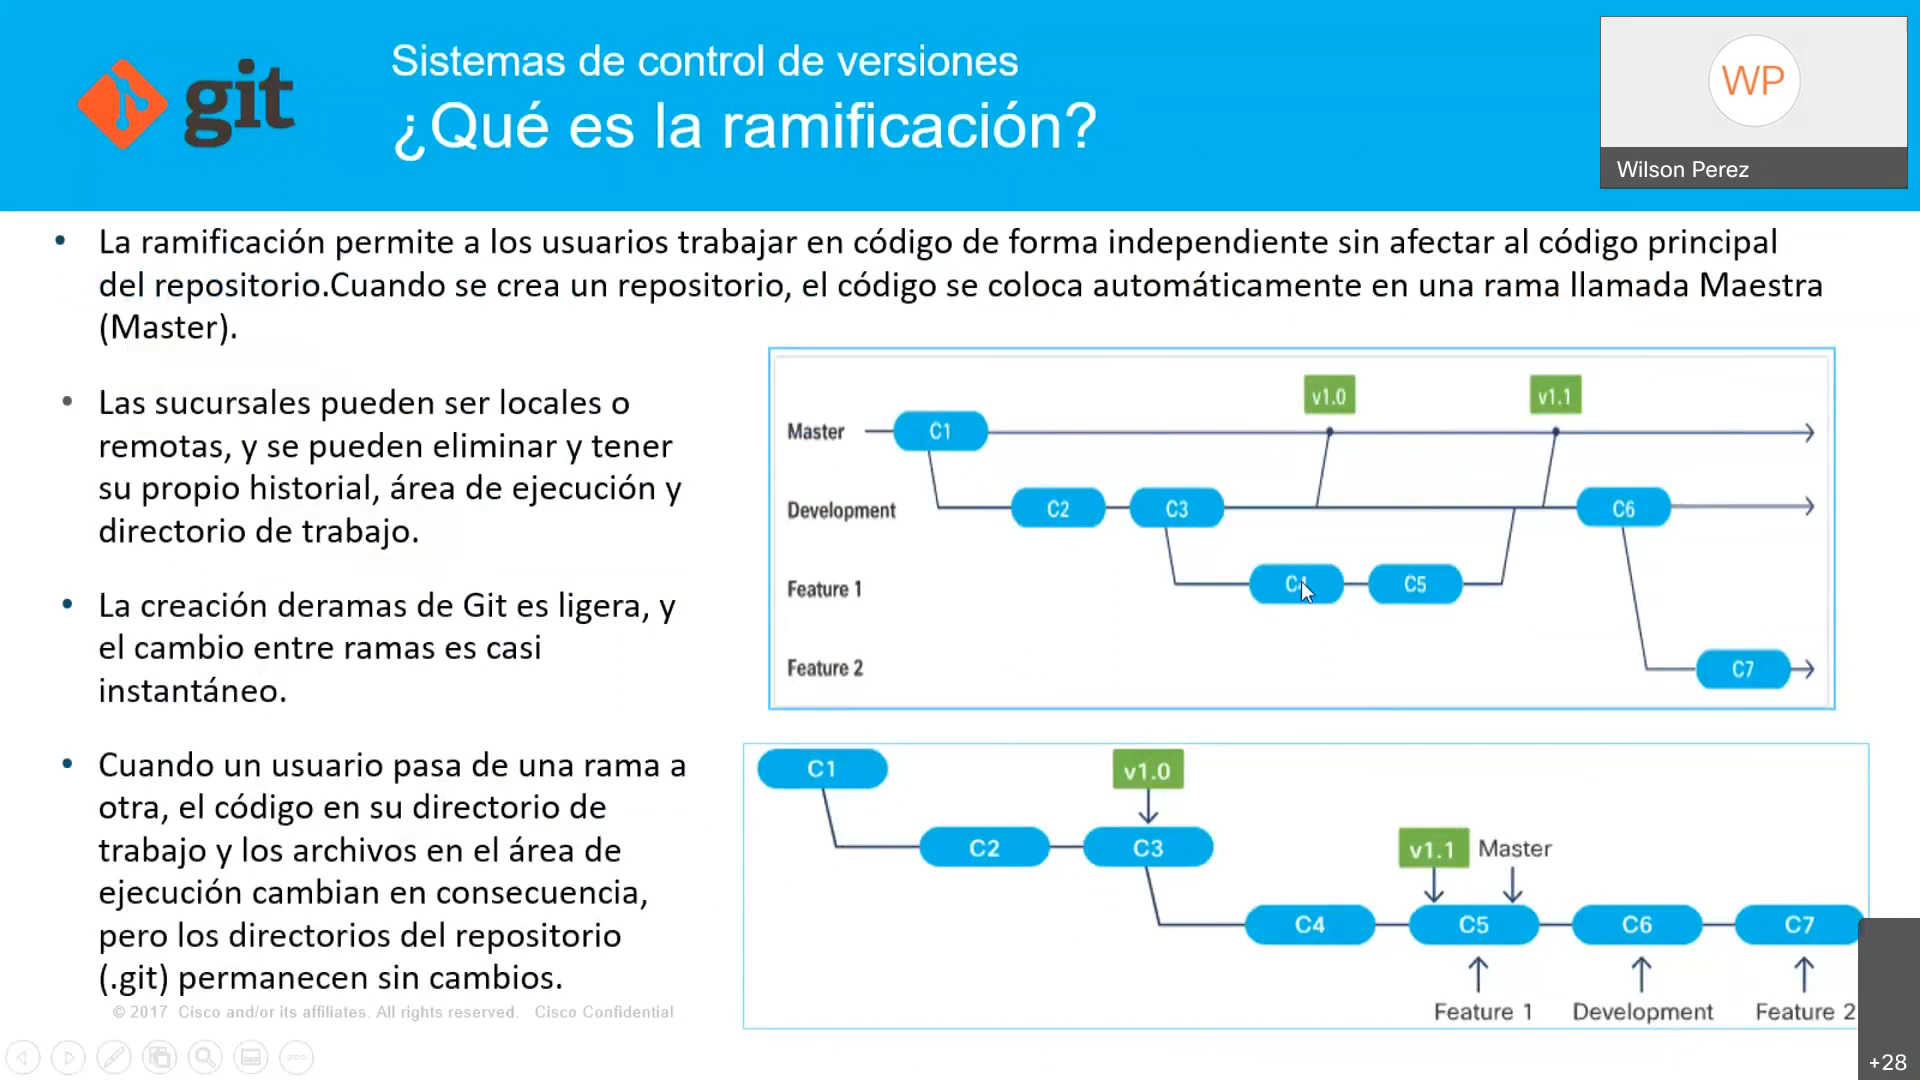 git
Sistemas de control de versiones
¿Qué es la ramificación?
WP
Wilson Perez
La ramificación permite a los usuarios trabajar en código de forma independiente sin afectar al código principal
del repositorio.Cuando se crea un repositorio, el código se coloca automáticamente en una rama llamada Maestra
(Master).
Las sucursales pueden ser locales o
remotas, y se pueden eliminar y tener
su propio historial, área de ejecución y
directorio de trabajo.
La creación deramas de Git es ligera, y
el cambio entre ramas es casi
instantáneo.
Cuando un usuario pasa de una rama a
otra, el código en su directorio de
trabajo y los archivos en el área de
ejecución cambian en consecuencia,
pero los directorios del repositorio
(.git) permanecen sin cambios.
v1.0 v1.1
Master C1
Development C2 C3 C6
Feature 1 C4 C5
Feature 2 C7
C1 v1.0
C2 C3 v1.1 Master
C4 C5 C6 C7
Feature 1 Development Feature 2
© 2017 Cisco and/or its affiliates. All rights reserved. Cisco Confidential
+28